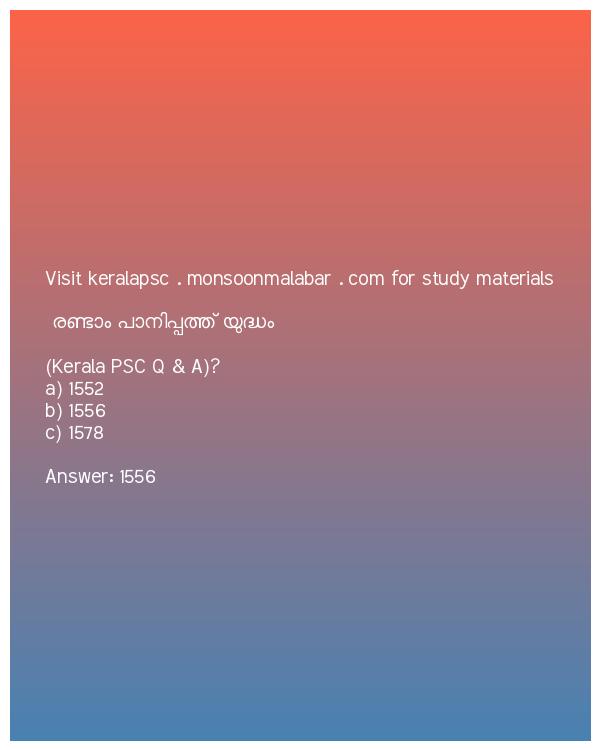 Visit keralapsc . monsoonmalabar . com for study materials
രണ്ടാം പാനിപ്പത്ത് യുദ്ധം
(Kerala PSC Q & A)?
a) 1552
b) 1556
c) 1578
Answer: 1556